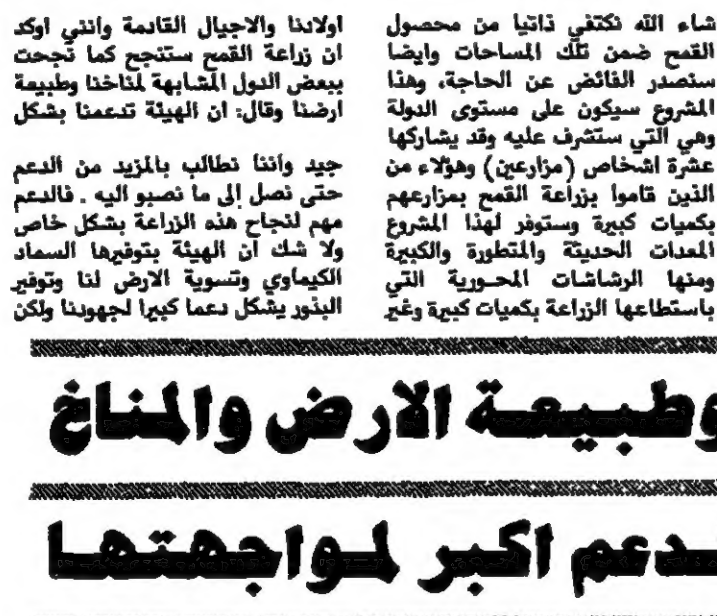 شاء الله نكتفي ذاتيا من محصول
القمح ضمن تلك المساحات وايضا
سنصدر الفائض عن الحاجة، وهذا
المشروع سيكون على مستوى الدولة
وهي التي ستشرف عليه وقد يشاركها
عشرة اشخاص (مزارعين) وهؤلاء من
الذين قاموا بزراعة القمح بمزارعهم
بكميات كبيرة وستوفر لهذا المشروع
المعدات الحديثة والمتطورة والكبيرة
ومنها الرشاشات المحورية التي
باستطاعها الزراعة بكميات كبيرة وغير
اولادنا والاجيال القادمة وانني اوكد
ان زراعة القمح ستنجح كما نجحت
ببعض الدول المشابهة لمناخنا وطبيعة
ارضنا وقال: ان الهيئة تدعمنا بشكل
جيد واننا نطالب بالمزيد من الدعم
حتى نصل إلى ما نصبو اليه . فالدعم
مهم لنجاح هذه الزراعة بشكل خاص
ولا شك ان الهيئة بتوفيرها السماد
الكيماوي وتسوية الارض لنا وتوفير
البذور يشكل دعما كبيرا لجهودنا ولكن
وطبيعة الارض والمناخ
دعم اكبر لمواجهتها